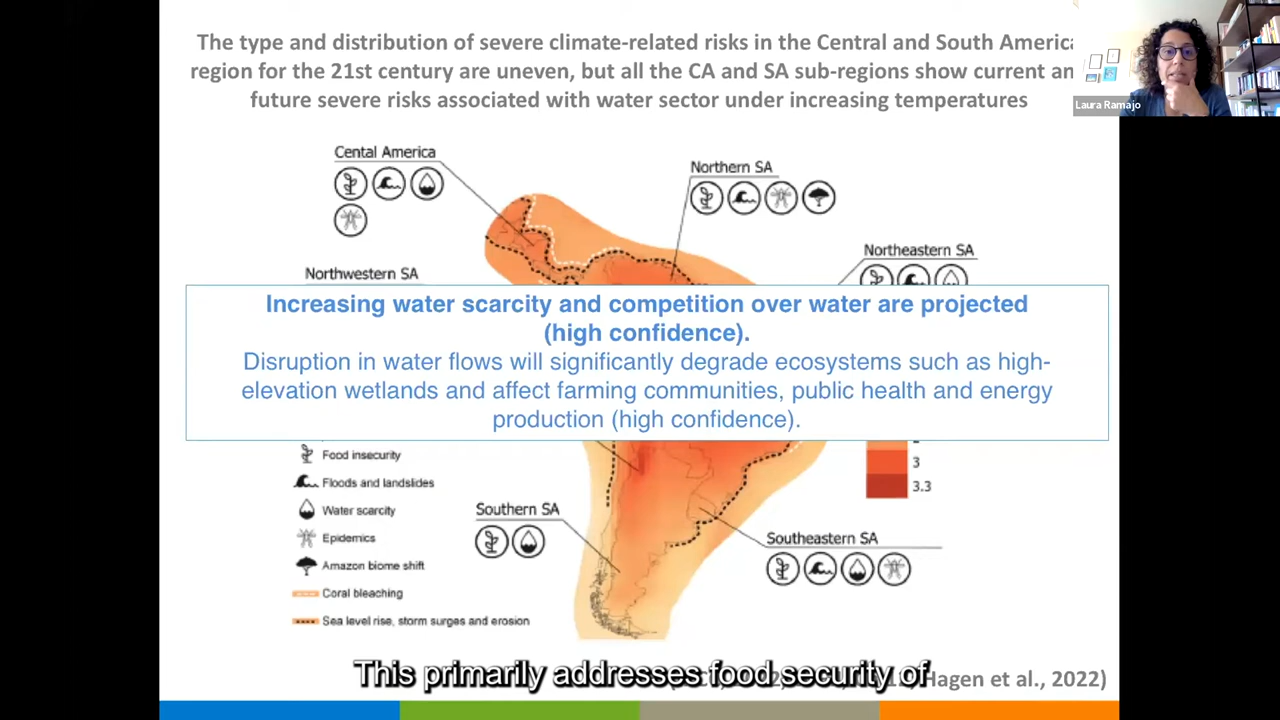 The type and distribution of severe climate-related risks in the Central and South America
region for the 21st century are uneven, but all the CA and SA sub-regions show current an
future severe risks associated with water sector under increasing temperatures
Laura Ramajo
Cental America
Northern SA
Northeastern SA
Northwestern SA
Increasing water scarcity and competition over water are projected
(high confidence).
Disruption in water flows will significantly degrade ecosystems such as high-
elevation wetlands and affect farming communities, public health and energy
production (high confidence).
Food insecurity
Floods and landslides
Water scarcity
Epidemics
Amazon biome shift
Coral bleaching
Sea level rise, storm surges and erosion
Southern SA
3
3.3
Southeastern SA
This primarily addresses food security of
Hagen et al., 2022)